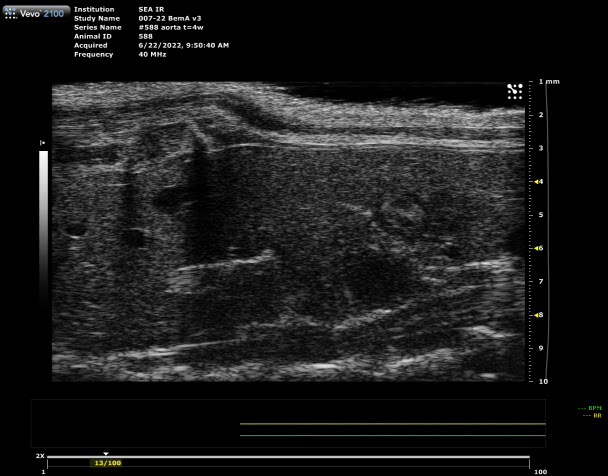 Vevo 2100
Institution SEA IR
Study Name 007-22 BemA v3
Series Name #588 aorta t=4w
Animal ID 588
Acquired 6/22/2022, 9:50:40 AM
Frequency 40 MHz
1 mm
2
3
4
5
6
7
8
9
10
--- BPM
--- RR
2X
13/100
1 100